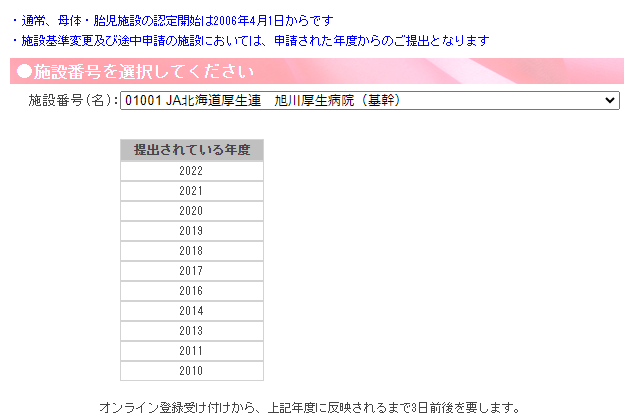 ・通常、母体・胎児施設の認定開始は2006年4月1日からです
・施設基準変更及び途中申請の施設においては、申請された年度からのご提出となります
●施設番号を選択してください
施設番号(名)： 01001 JA北海道厚生連　旭川厚生病院（基幹）
提出されている年度
2022
2021
2020
2019
2018
2017
2016
2014
2013
2011
2010
オンライン登録受け付けから、上記年度に反映されるまで3日前後を要します。